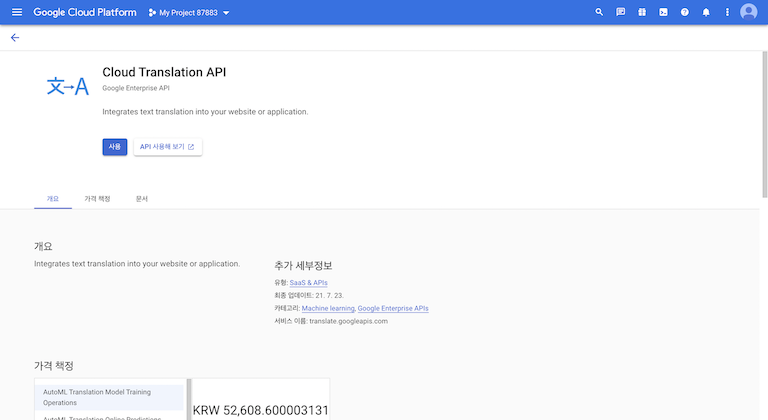 Google Cloud Platform
My Project 87883
文→A
Cloud Translation API
Google Enterprise API
Integrates text translation into your website or application.
사용
API 사용해 보기
개요
가격 책정
문서
개요
Integrates text translation into your website or application.
추가 세부정보
유형: SaaS & APIs
최종 업데이트: 21. 7. 23.
카테고리: Machine learning, Google Enterprise APIs
서비스 이름: translate.googleapis.com
가격 책정
AutoML Translation Model Training
Operations
KRW 52,608.600003131
AutoML Translation Online Predictions